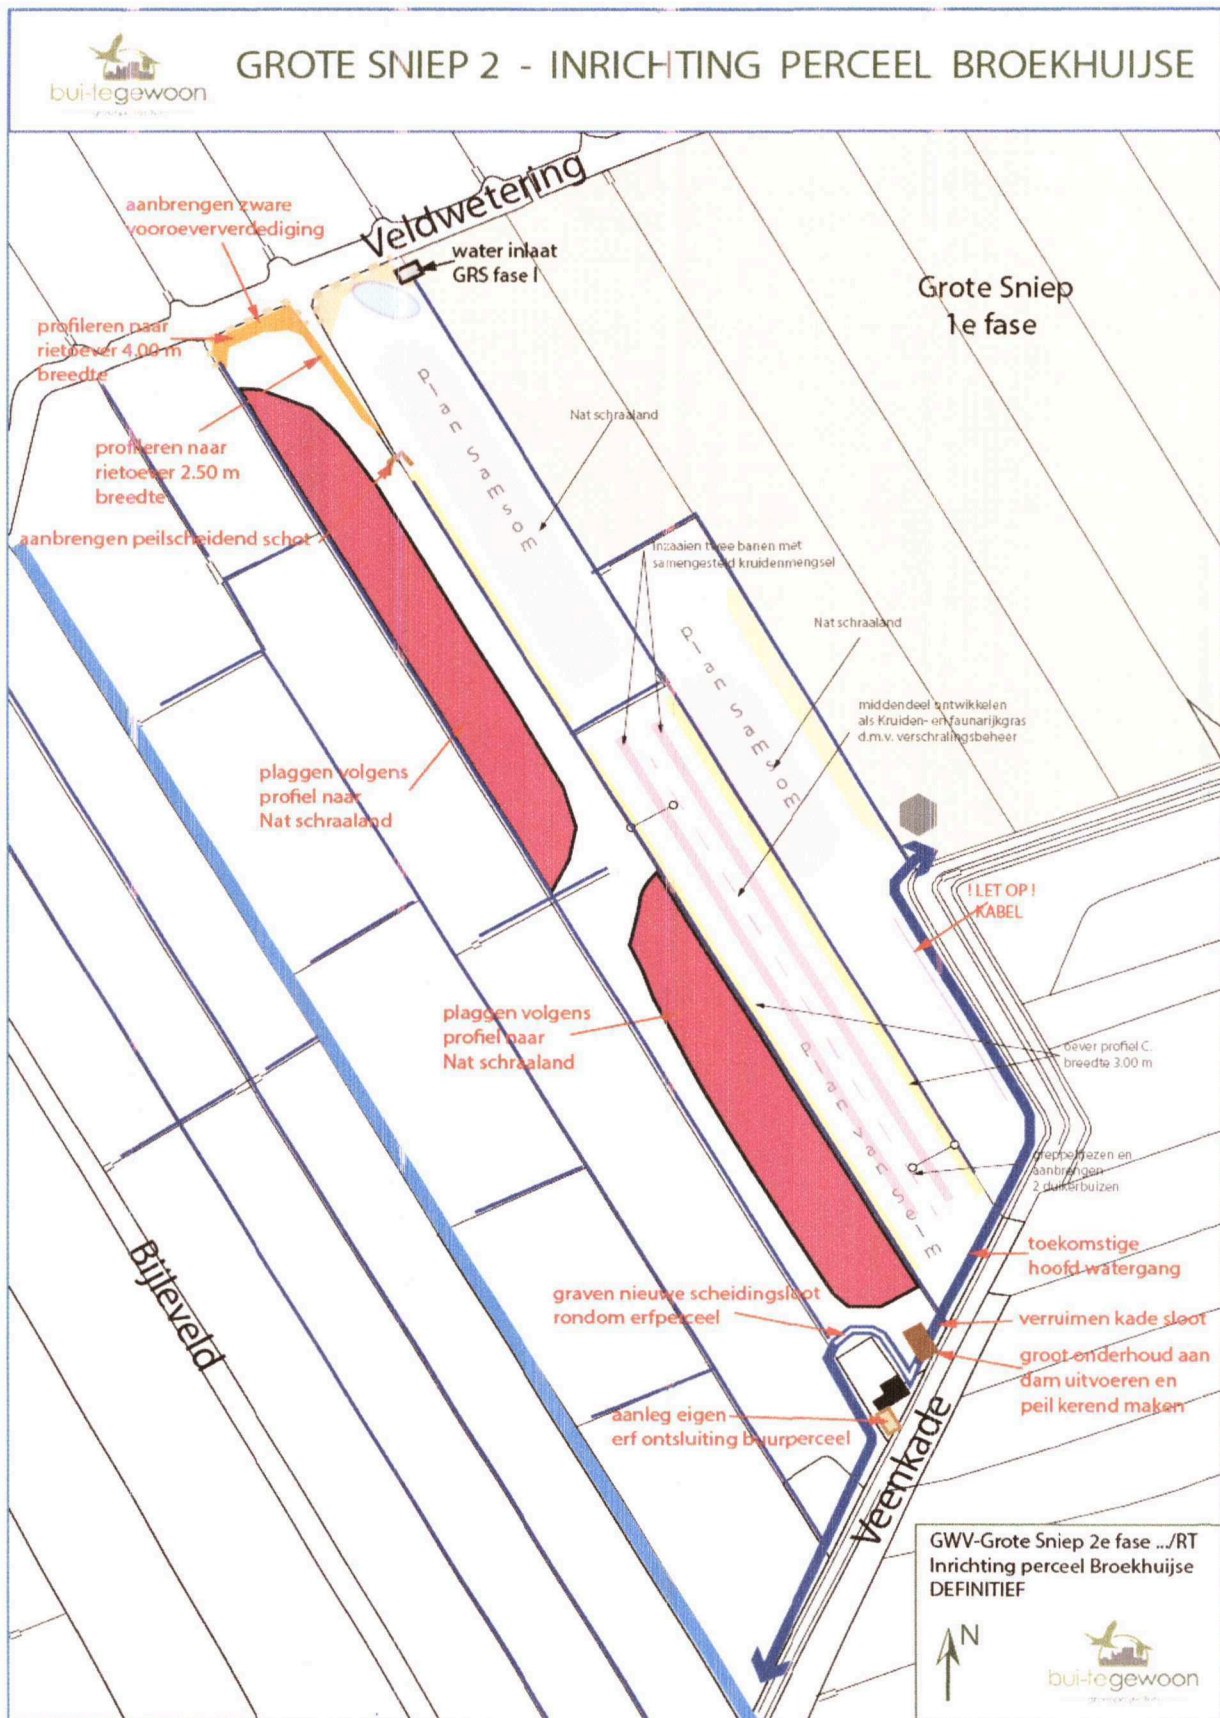 bui-tegewoon
GROTE SNIEP 2 - INRICHTING PERCEEL BROEKHUIJSE
aanbrengen zware
vooroeververdediging
Veldwetering
water inlaat
GRS fase I
Grote Sniep
1e fase
profileren naar
rietoever 4.00 m
breedte
plan Samsom
Nat schraaland
profileren naar
rietoever 2.50 m
breedte
aanbrengen peilscheidend schot
Inzaaien twee banen met
samengesteld kruidenmengsel
plan Samsom
Nat schraaland
middendeel ontwikkelen
als Kruiden- en faunarijkgras
d.m.v. verschralingsbeheer
plaggen volgens
profiel naar
Nat schraaland
! LET OP !
KABEL
plaggen volgens
profiel naar
Nat schraaland
oever profiel C.
breedte 3.00 m
plan van Selm
greppel frezen en
aanbrengen
2 duikerbuizen
toekomstige
hoofd watergang
Bijleveld
graven nieuwe scheidingsloot
rondom erfperceel
verruimen kade sloot
groot onderhoud aan
dam uitvoeren en
peil kerend maken
aanleg eigen
erf ontsluiting buurperceel
Veenkade
GWV-Grote Sniep 2e fase .../RT
Inrichting perceel Broekhuijse
DEFINITIEF
N
bui-tegewoon